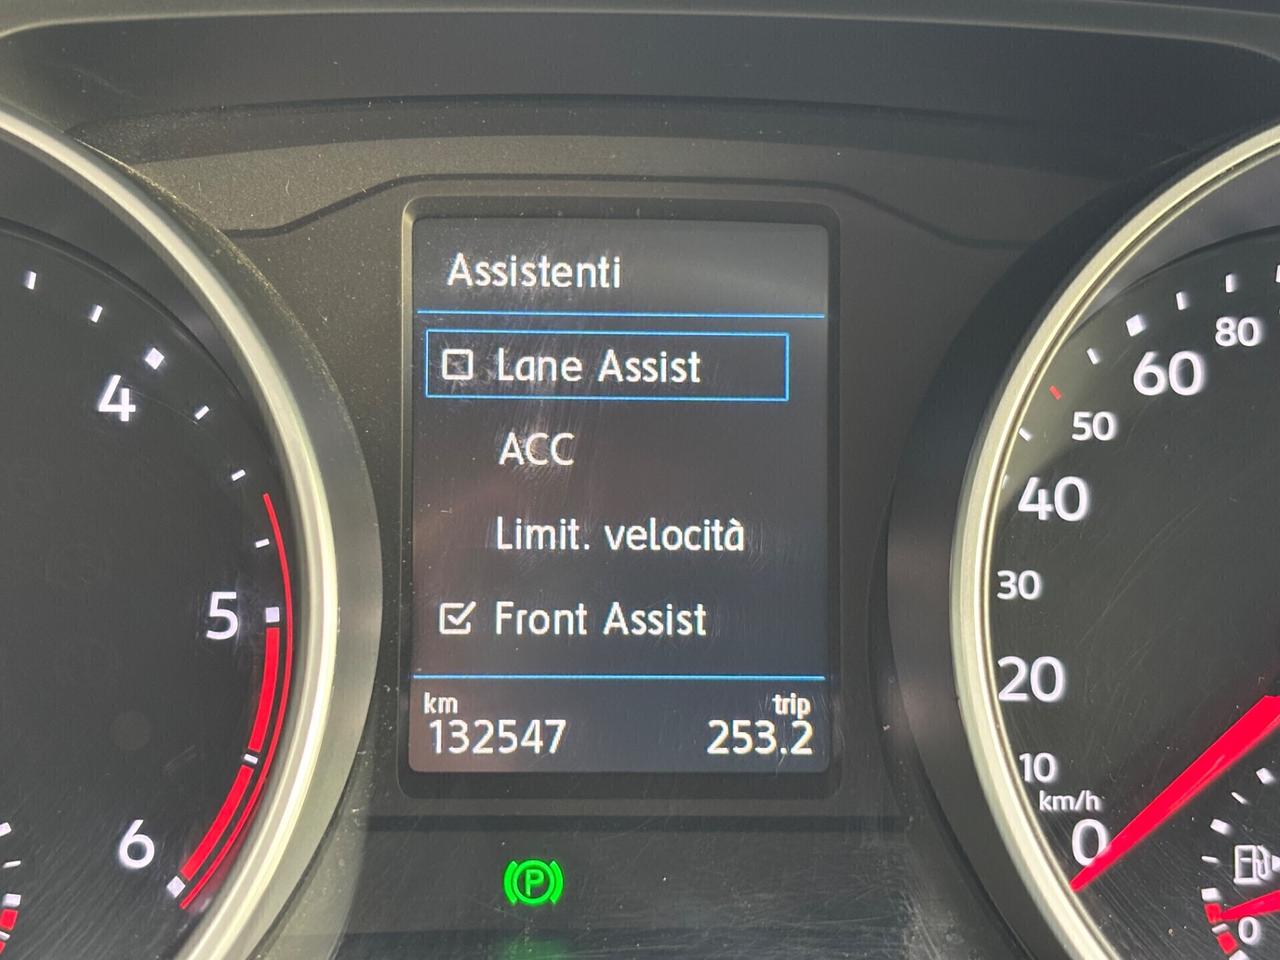 Assistenti
Lane Assist
ACC
Limit. velocità
Front Assist
km
trip
132547
253.2
4
5
6
80
60
50
40
30
20
10
km/h
0
P
0